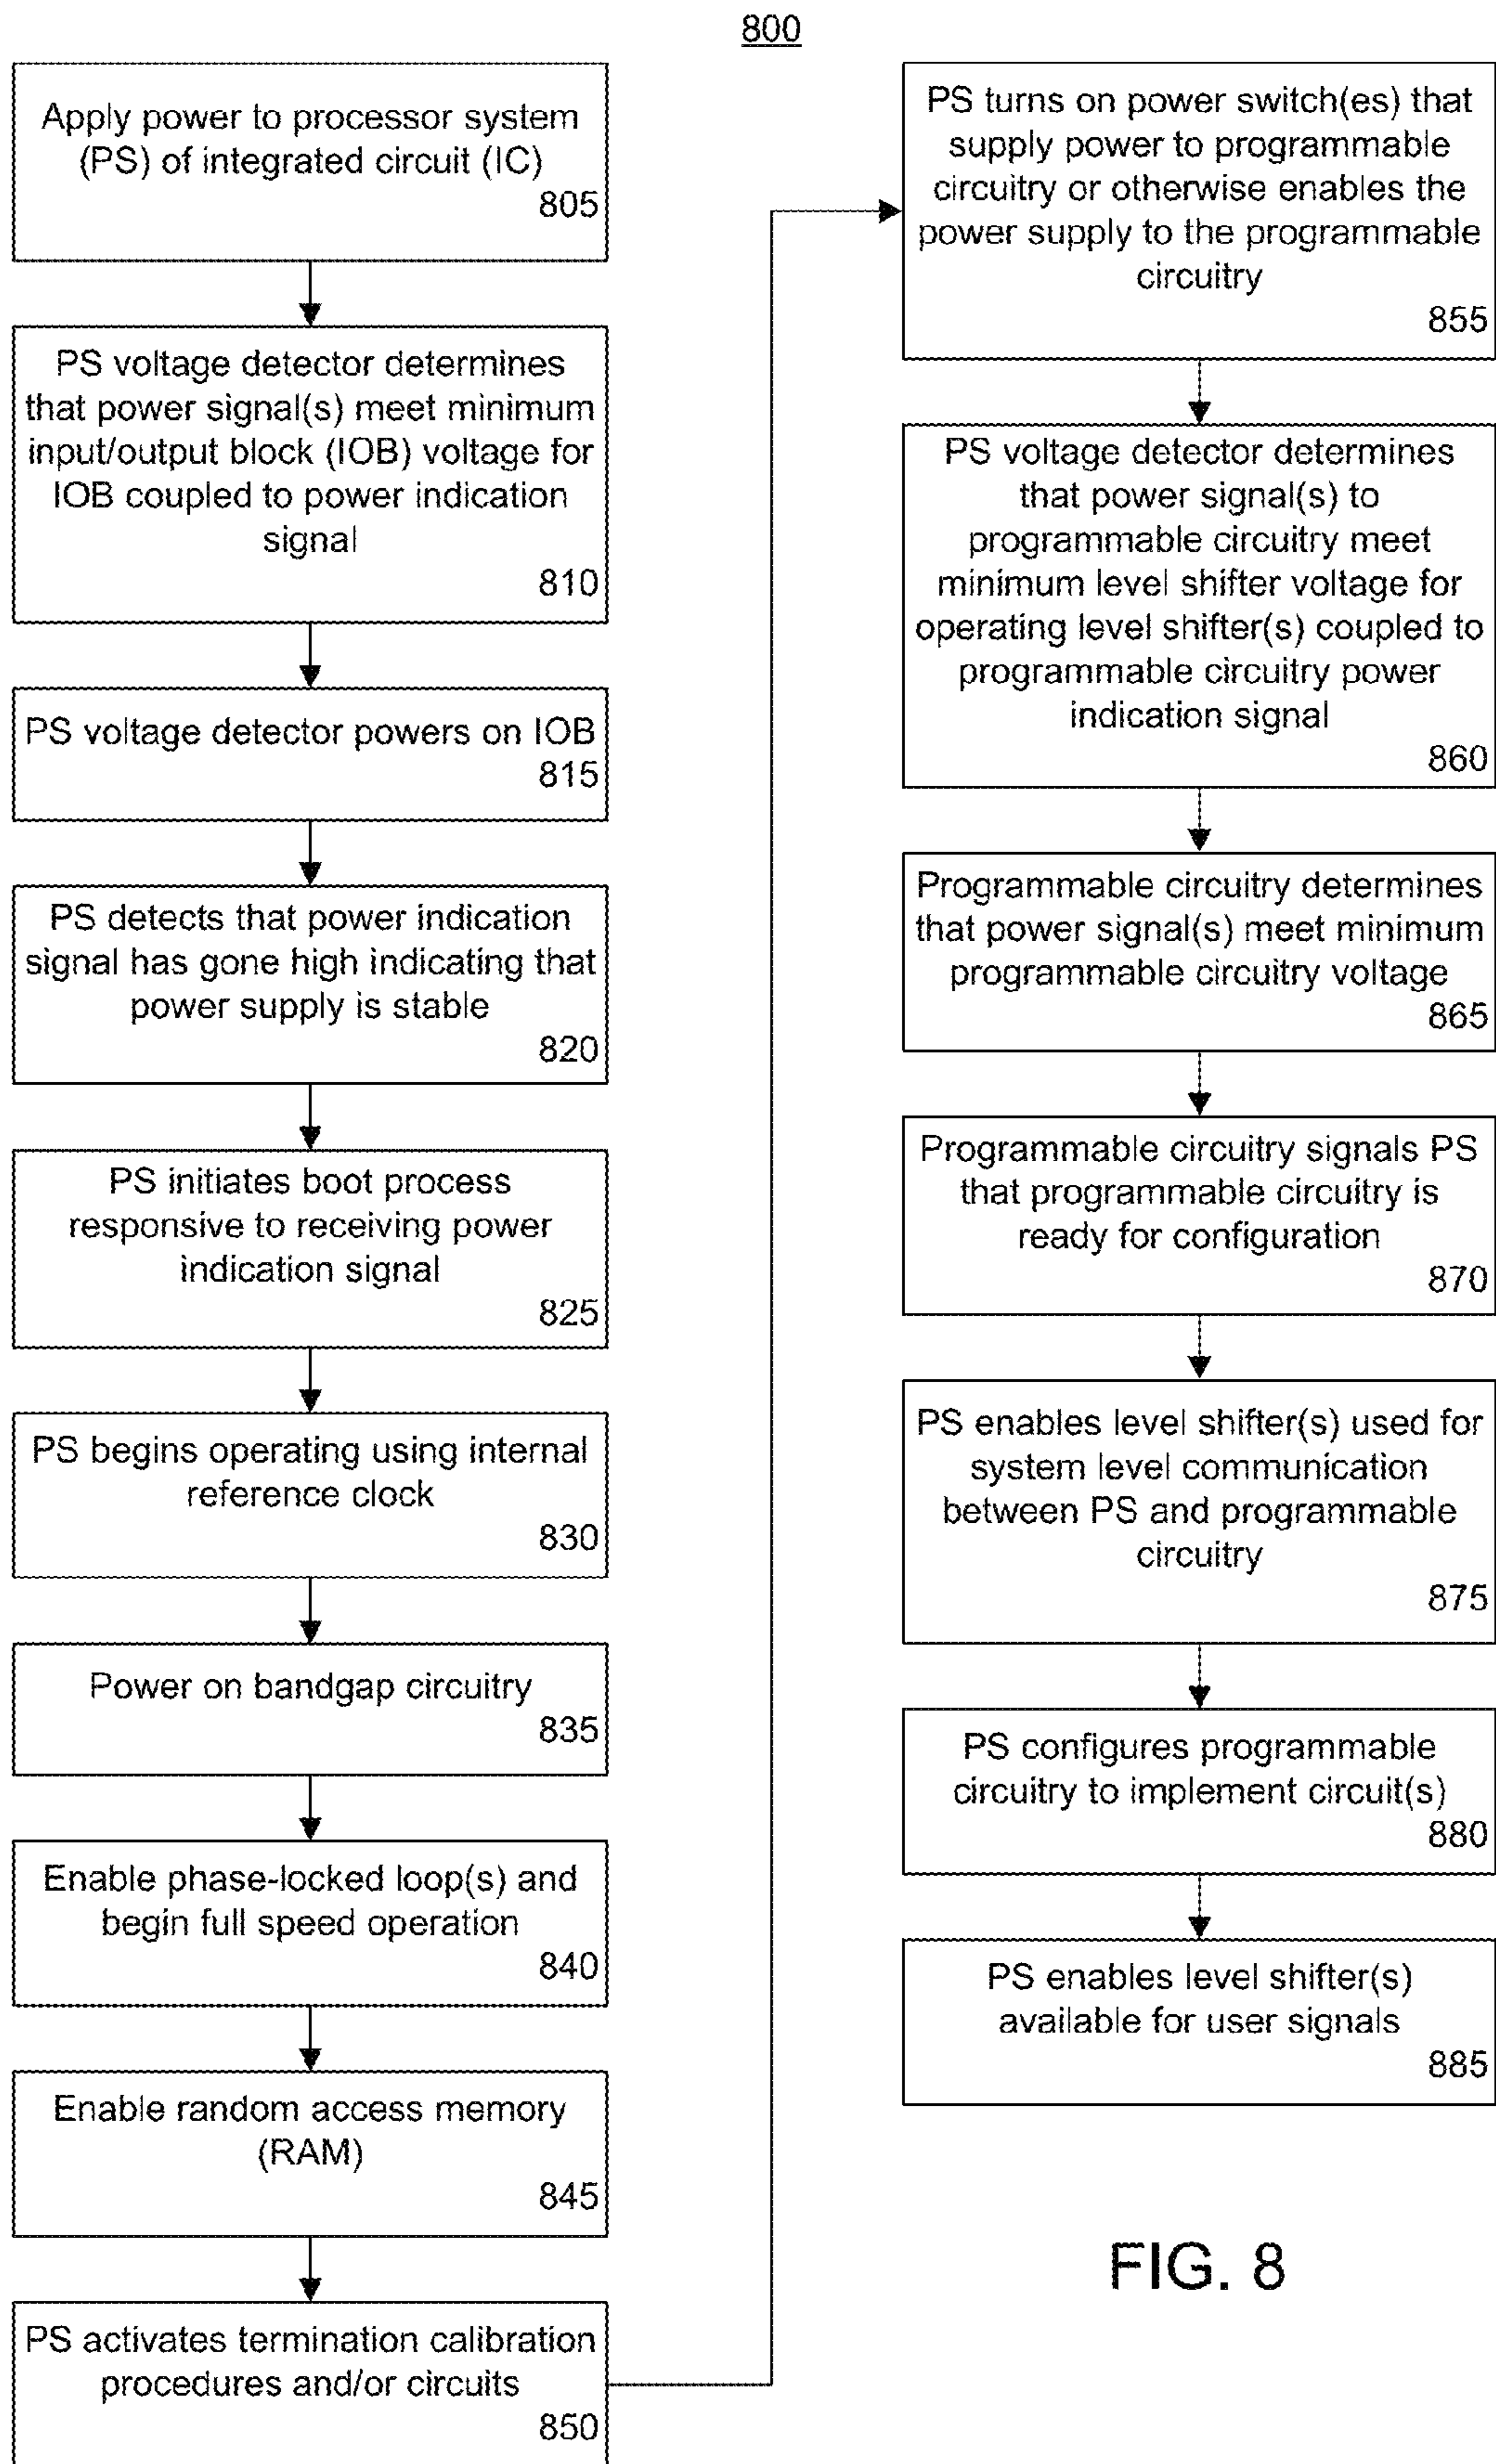 800
Apply power to processor system
(PS) of integrated circuit (IC)
805
PS voltage detector determines
that power signal(s) meet minimum
input/output block (IOB) voltage for
IOB coupled to power indication
signal
810
PS voltage detector powers on IOB
815
PS detects that power indication
signal has gone high indicating that
power supply is stable
820
PS initiates boot process
responsive to receiving power
indication signal
825
PS begins operating using internal
reference clock
830
Power on bandgap circuitry
835
Enable phase-locked loop(s) and
begin full speed operation
840
Enable random access memory
(RAM)
845
PS activates termination calibration
procedures and/or circuits
850
PS turns on power switch(es) that
supply power to programmable
circuitry or otherwise enables the
power supply to the programmable
circuitry
855
PS voltage detector determines
that power signal(s) to
programmable circuitry meet
minimum level shifter voltage for
operating level shifter(s) coupled to
programmable circuitry power
indication signal
860
Programmable circuitry determines
that power signal(s) meet minimum
programmable circuitry voltage
865
Programmable circuitry signals PS
that programmable circuitry is
ready for configuration
870
PS enables level shifter(s) used for
system level communication
between PS and programmable
circuitry
875
PS configures programmable
circuitry to implement circuit(s)
880
PS enables level shifter(s)
available for user signals
885
FIG. 8